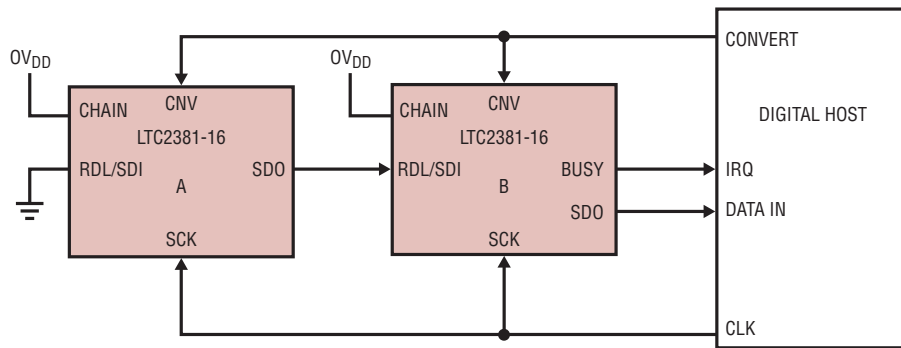 CONVERT
OVDD
OVDD
CHAIN
CNV
LTC2381-16
RDL/SDI
SDO
A
SCK
CHAIN
CNV
LTC2381-16
RDL/SDI
BUSY
B
SDO
SCK
DIGITAL HOST
IRQ
DATA IN
CLK